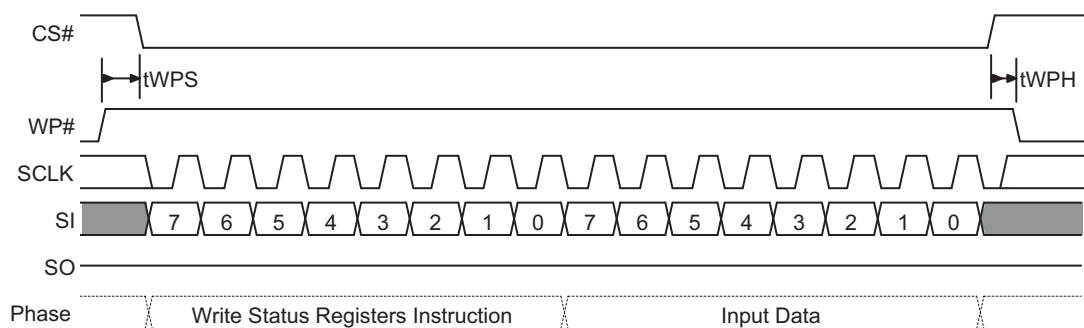 CS#
tWPS
tWPH
WP#
SCLK
SI 7 6 5 4 3 2 1 0 7 6 5 4 3 2 1 0
SO
Phase Write Status Registers Instruction Input Data